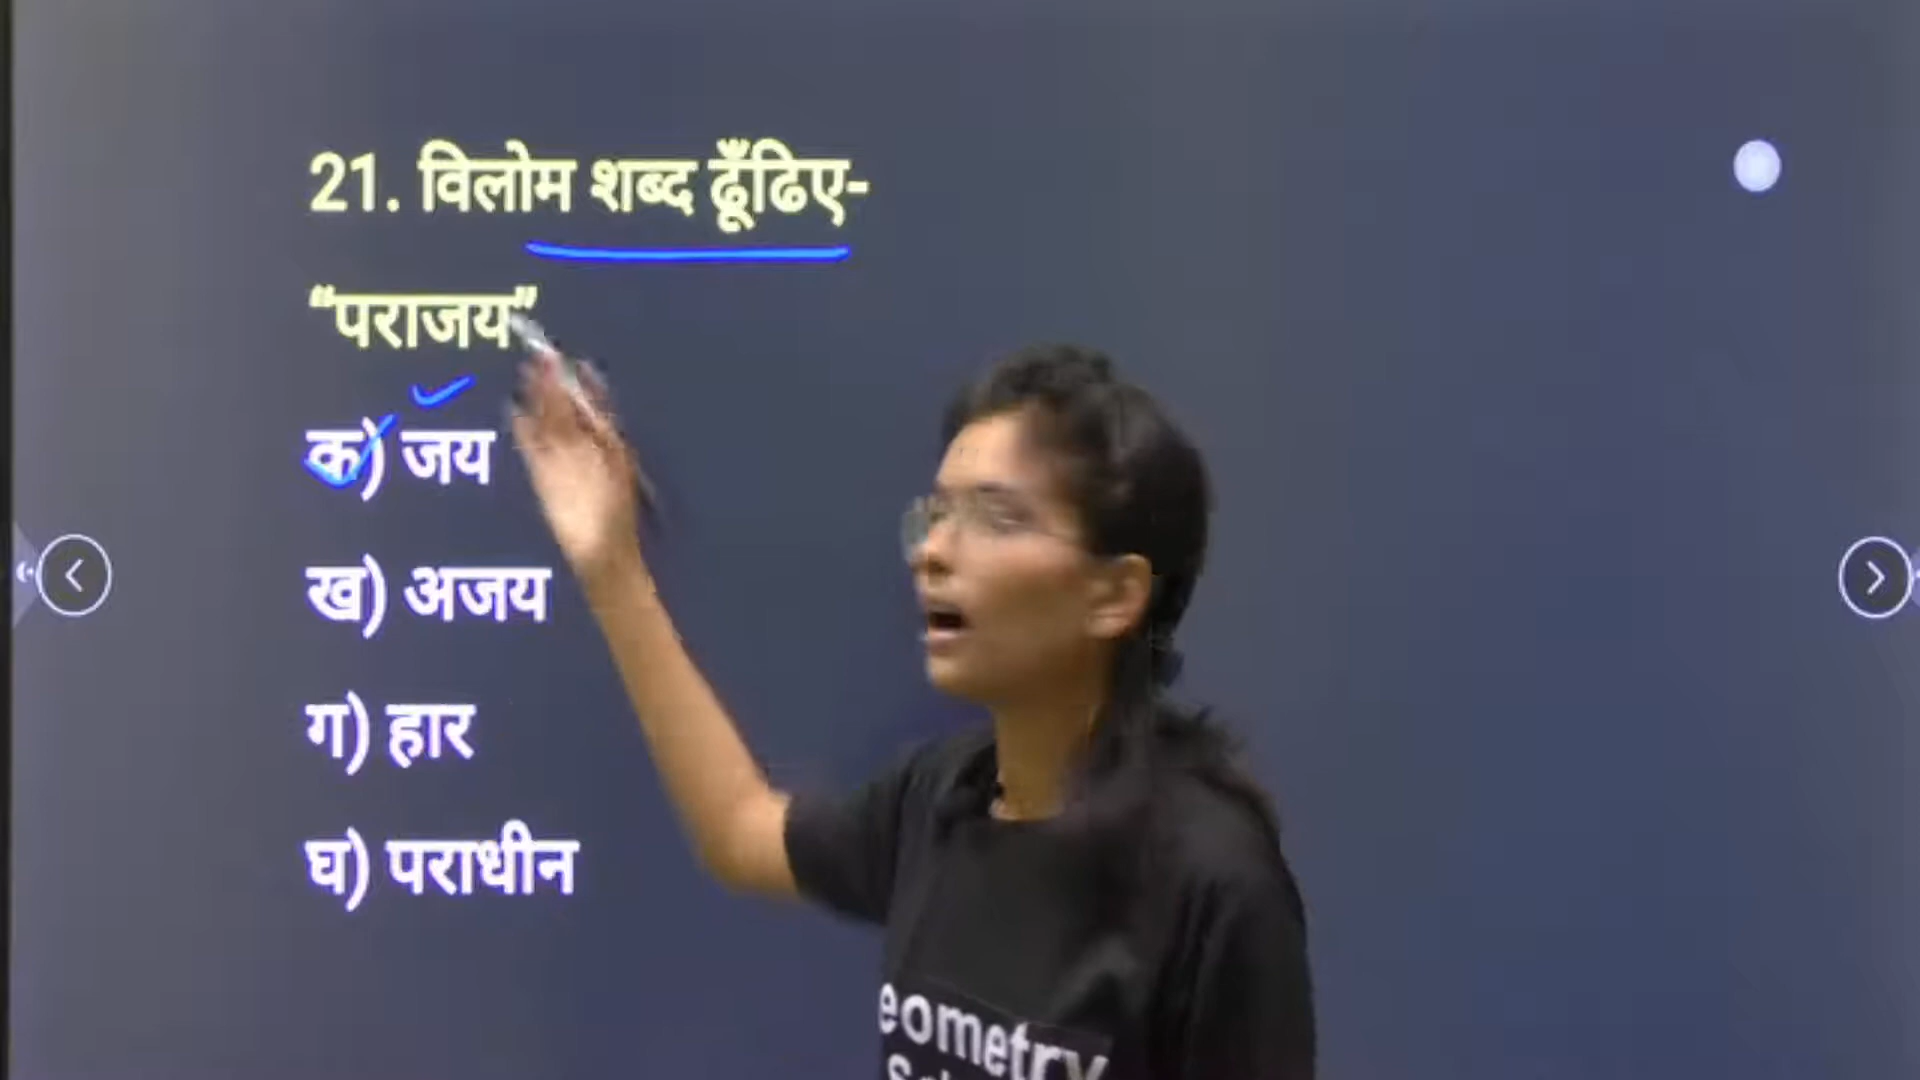 21. विलोम शब्द ढूँढिए-
“पराजय”
क) जय
ख) अजय
ग) हार
घ) पराधीन
eometry